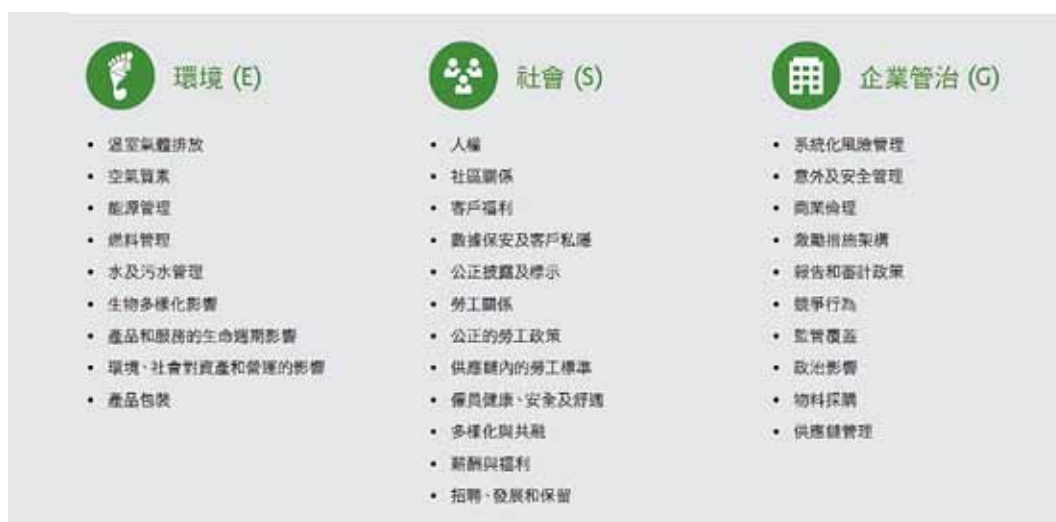 環境 (E)
• 溫室氣體排放
• 空氣質素
• 能源管理
• 燃料管理
• 水及污水管理
• 生物多樣化影響
• 產品和服務的生命週期影響
• 環境、社會對資產和營運的影響
• 產品包裝
社會 (S)
• 人權
• 社區關係
• 客戶福利
• 數據保安及客戶私隱
• 公正披露及標示
• 勞工關係
• 公正的勞工政策
• 供應鏈內的勞工標準
• 僱員健康、安全及舒適
• 多樣化與共融
• 薪酬與福利
• 招聘、發展和保留
企業管治 (G)
• 系統化風險管理
• 意外及安全管理
• 商業倫理
• 激勵措施架構
• 報告和審計政策
• 競爭行為
• 監管覆蓋
• 政治影響
• 物料採購
• 供應鏈管理